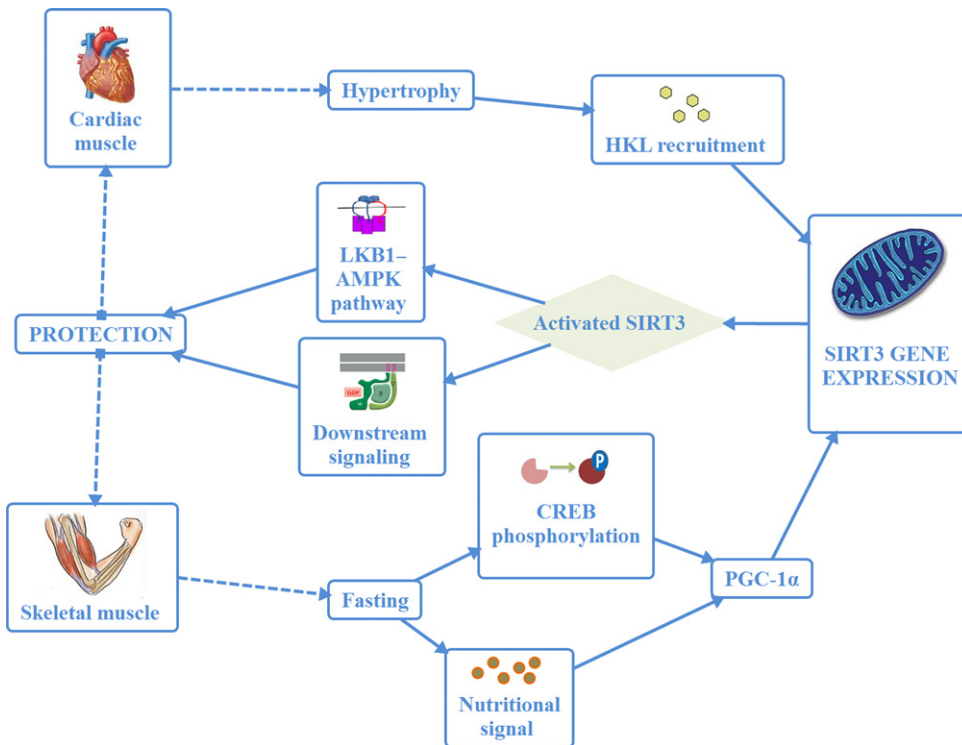 Cardiac
muscle
Hypertrophy
HKL recruitment
LKB1–
AMPK
pathway
PROTECTION
Activated SIRT3
SIRT3 GENE
EXPRESSION
GDP
β
Downstream
signaling
P
CREB
phosphorylation
Skeletal muscle
Fasting
PGC-1α
Nutritional
signal